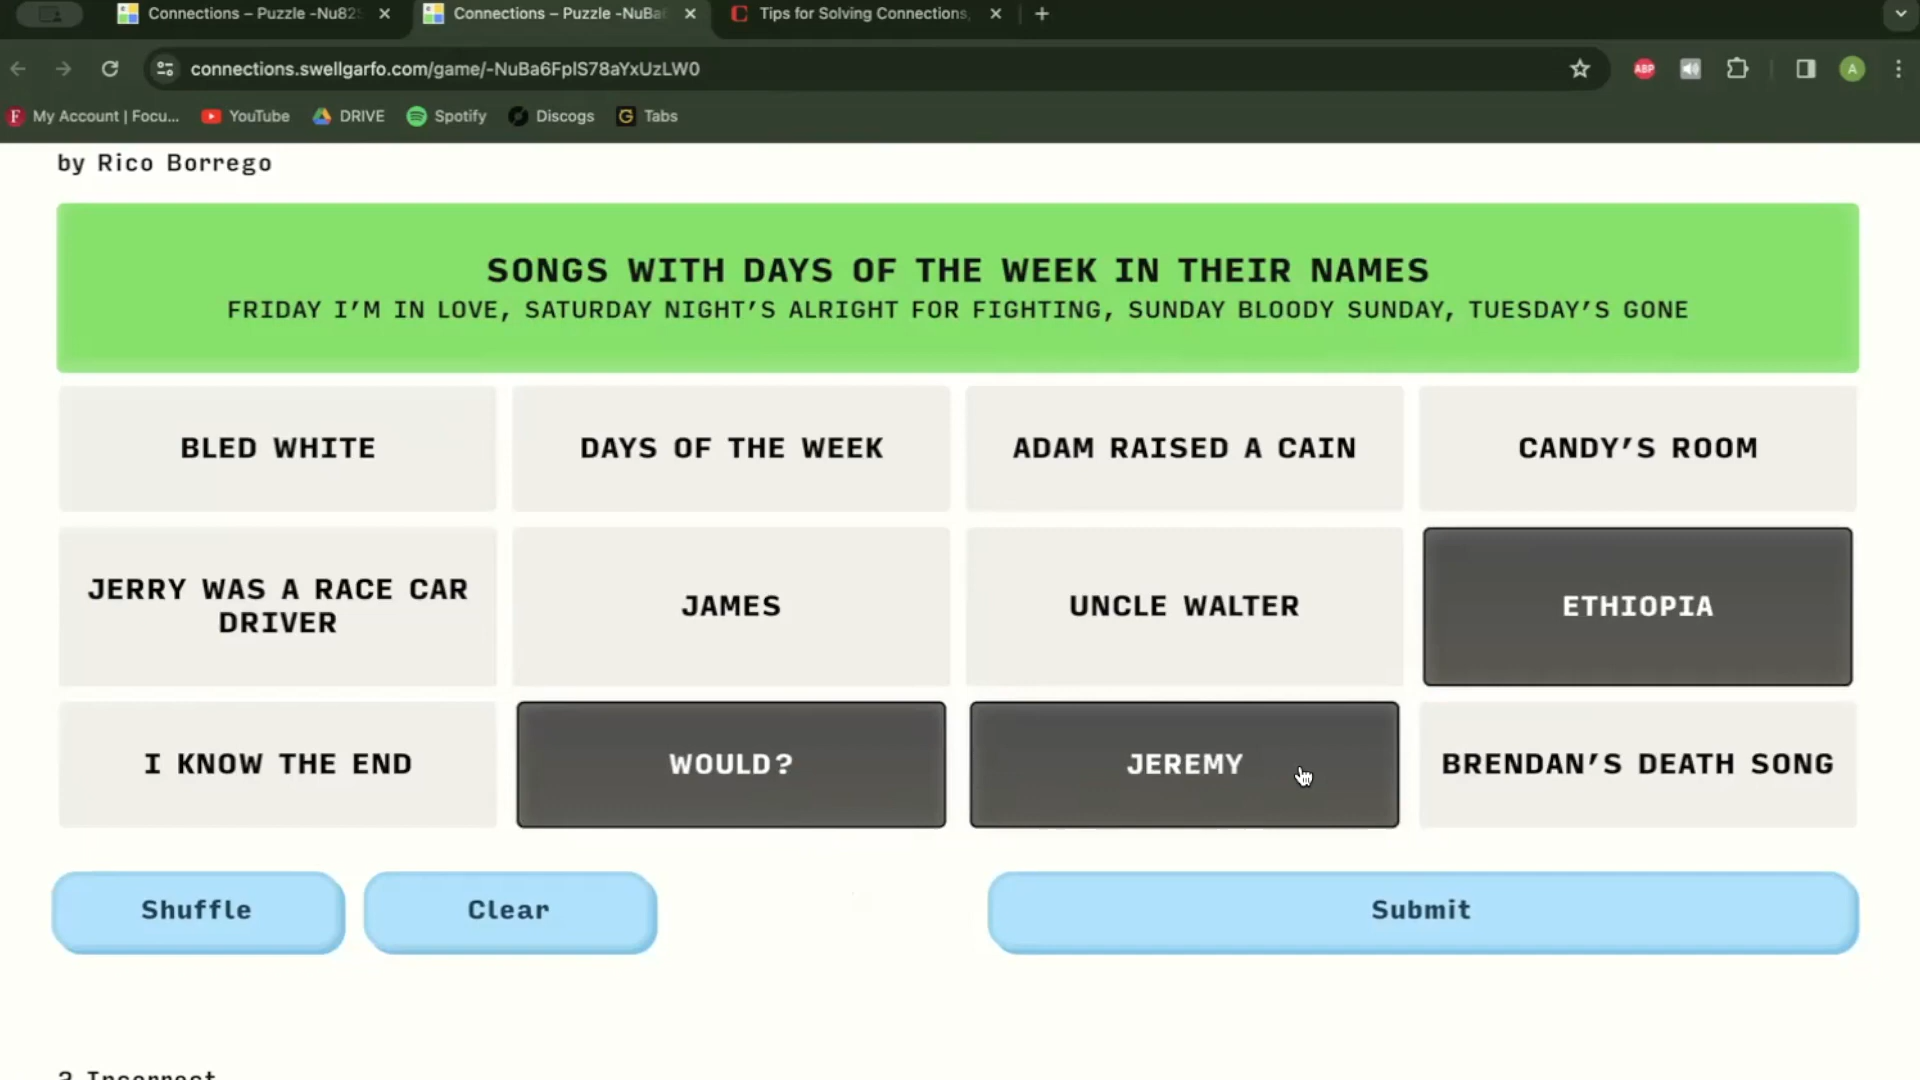 Connections – Puzzle -Nu82
Connections – Puzzle -NuBa
Tips for Solving Connections,
connections.swellgarfo.com/game/-NuBa6FplS78aYxUzLW0
ABP
A
My Account | Focu...
YouTube
DRIVE
Spotify
Discogs
Tabs
by Rico Borrego
SONGS WITH DAYS OF THE WEEK IN THEIR NAMES
FRIDAY I'M IN LOVE, SATURDAY NIGHT'S ALRIGHT FOR FIGHTING, SUNDAY BLOODY SUNDAY, TUESDAY'S GONE
BLED WHITE
DAYS OF THE WEEK
ADAM RAISED A CAIN
CANDY'S ROOM
JERRY WAS A RACE CAR
DRIVER
JAMES
UNCLE WALTER
ETHIOPIA
I KNOW THE END
WOULD?
JEREMY
BRENDAN'S DEATH SONG
Shuffle
Clear
Submit
Incorrect